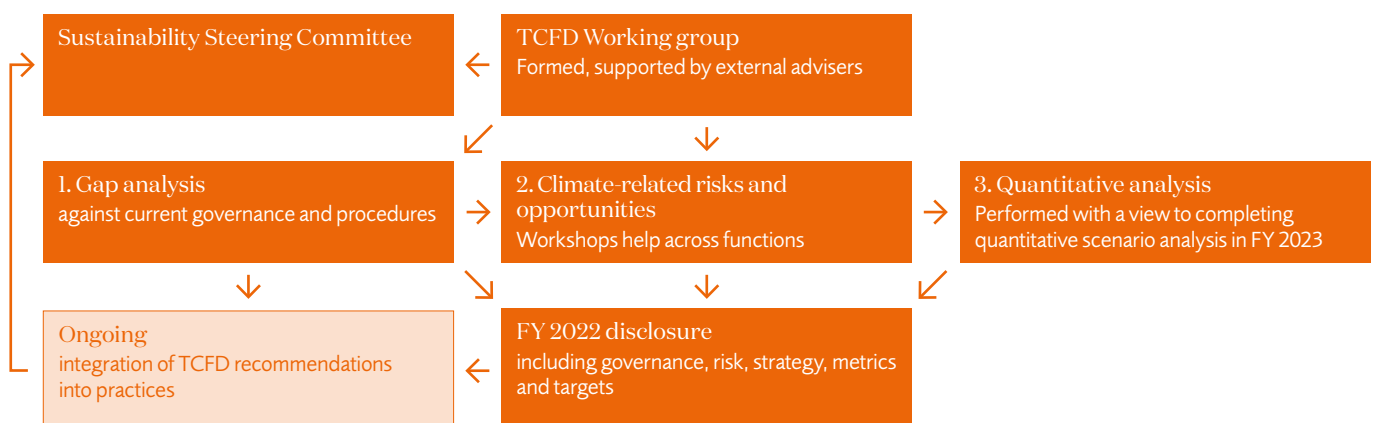 Sustainability Steering Committee
TCFD Working group
Formed, supported by external advisers
1. Gap analysis
against current governance and procedures
2. Climate-related risks and
opportunities
Workshops help across functions
3. Quantitative analysis
Performed with a view to completing
quantitative scenario analysis in FY 2023
Ongoing
integration of TCFD recommendations
into practices
FY 2022 disclosure
including governance, risk, strategy, metrics
and targets